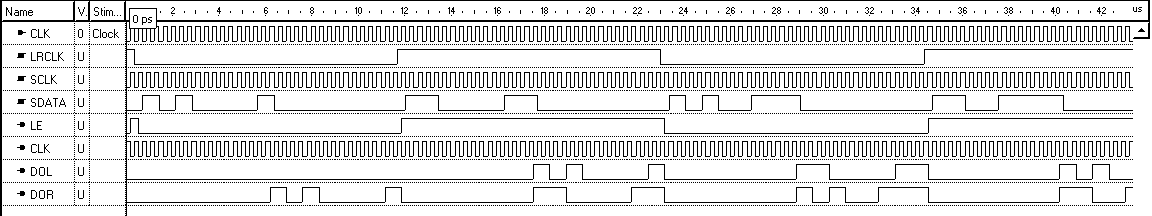 Name V. Stim... 2 4 6 8 10 12 14 16 18 20 22 24 26 28 30 32 34 36 38 40 42 us
0 ps
CLK 0 Clock
LRCLK U
SCLK U
SDATA U
LE U
CLK U
DOL U
DOR U